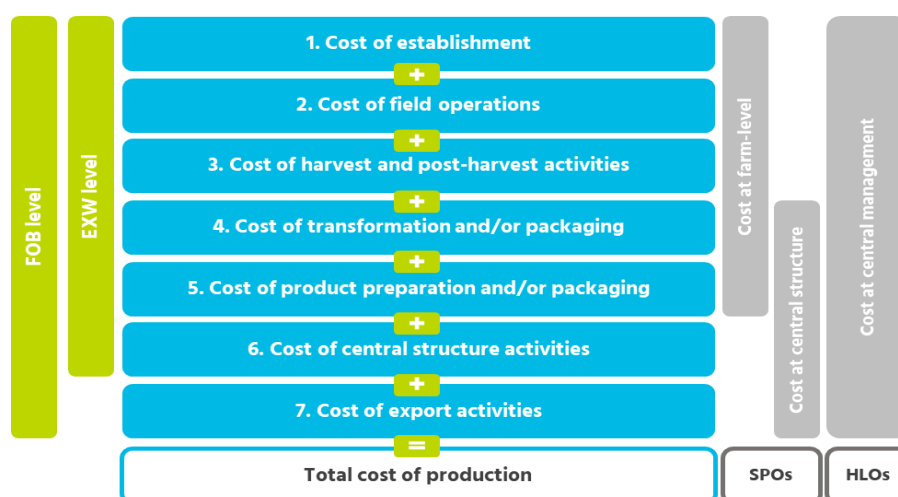 FOB level
EXW level
1. Cost of establishment
+
2. Cost of field operations
+
3. Cost of harvest and post-harvest activities
+
4. Cost of transformation and/or packaging
+
5. Cost of product preparation and/or packaging
+
6. Cost of central structure activities
+
7. Cost of export activities
=
Total cost of production
Cost at farm-level
Cost at central structure
Cost at central management
SPOs
HLOs